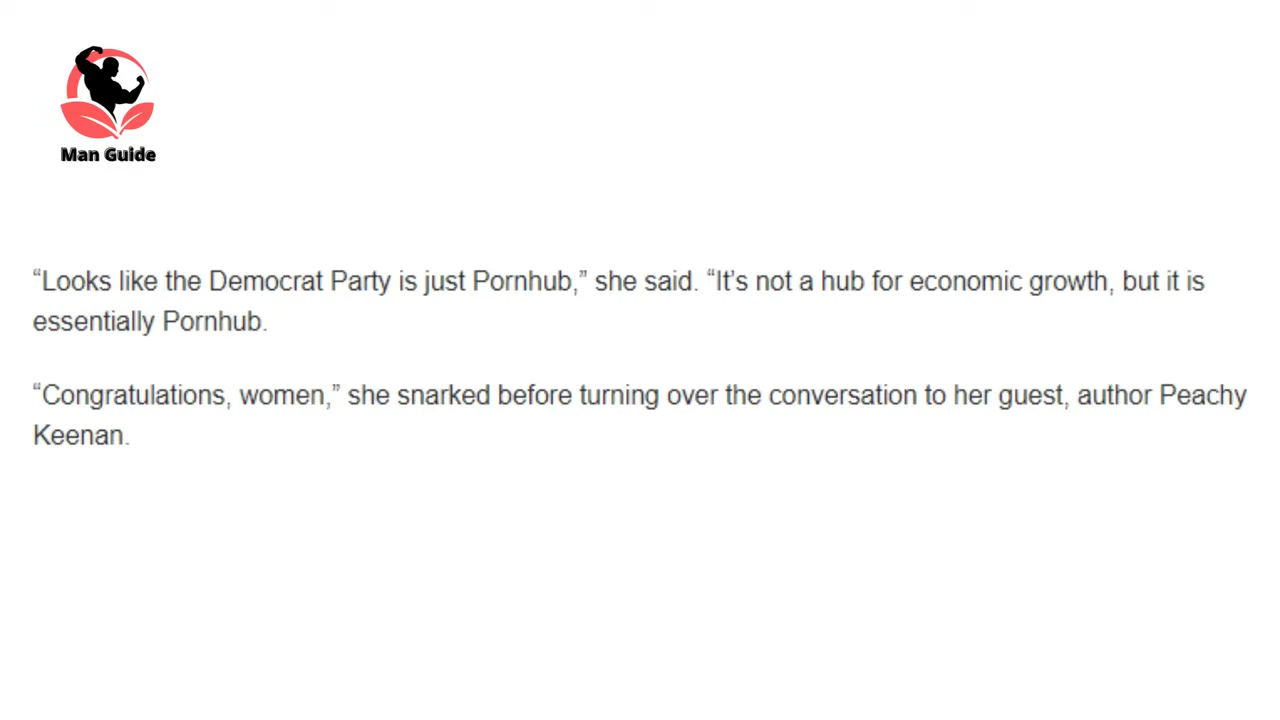 Man Guide
“Looks like the Democrat Party is just Pornhub,” she said. “It’s not a hub for economic growth, but it is
essentially Pornhub.
“Congratulations, women,” she snarked before turning over the conversation to her guest, author Peachy
Keenan.